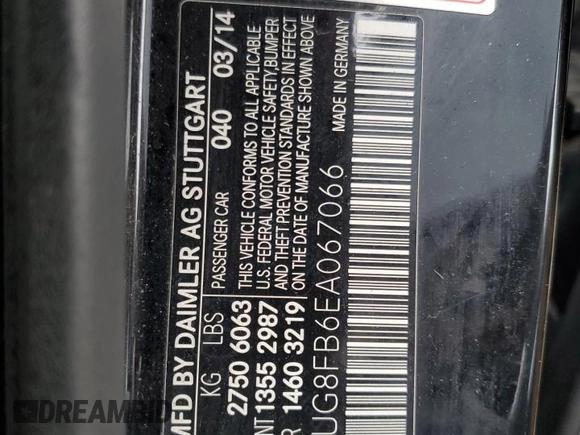 MFD BY DAIMLER AG STUTTGART
KG LBS PASSENGER CAR 040 03/14
2750 6063 THIS VEHICLE CONFORMS TO ALL APPLICABLE
U.S. FEDERAL MOTOR VEHICLE SAFETY, BUMPER
NT 1355 2987 AND THEFT PREVENTION STANDARDS IN EFFECT
R 1460 3219 ON THE DATE OF MANUFACTURE SHOWN ABOVE
UG8FB6EA067066 MADE IN GERMANY
DREAMBID